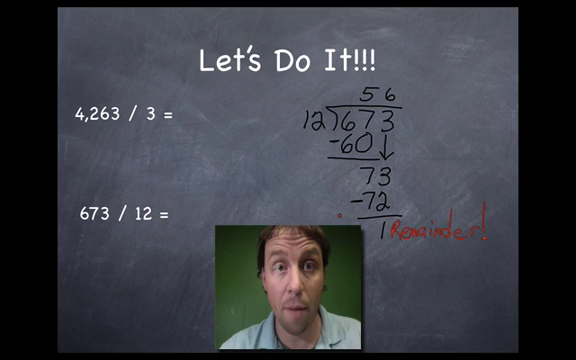 Let's Do It!!!
4,263 / 3 =
673 / 12 =
56
12)673
-60
73
-72
1 Remainder!